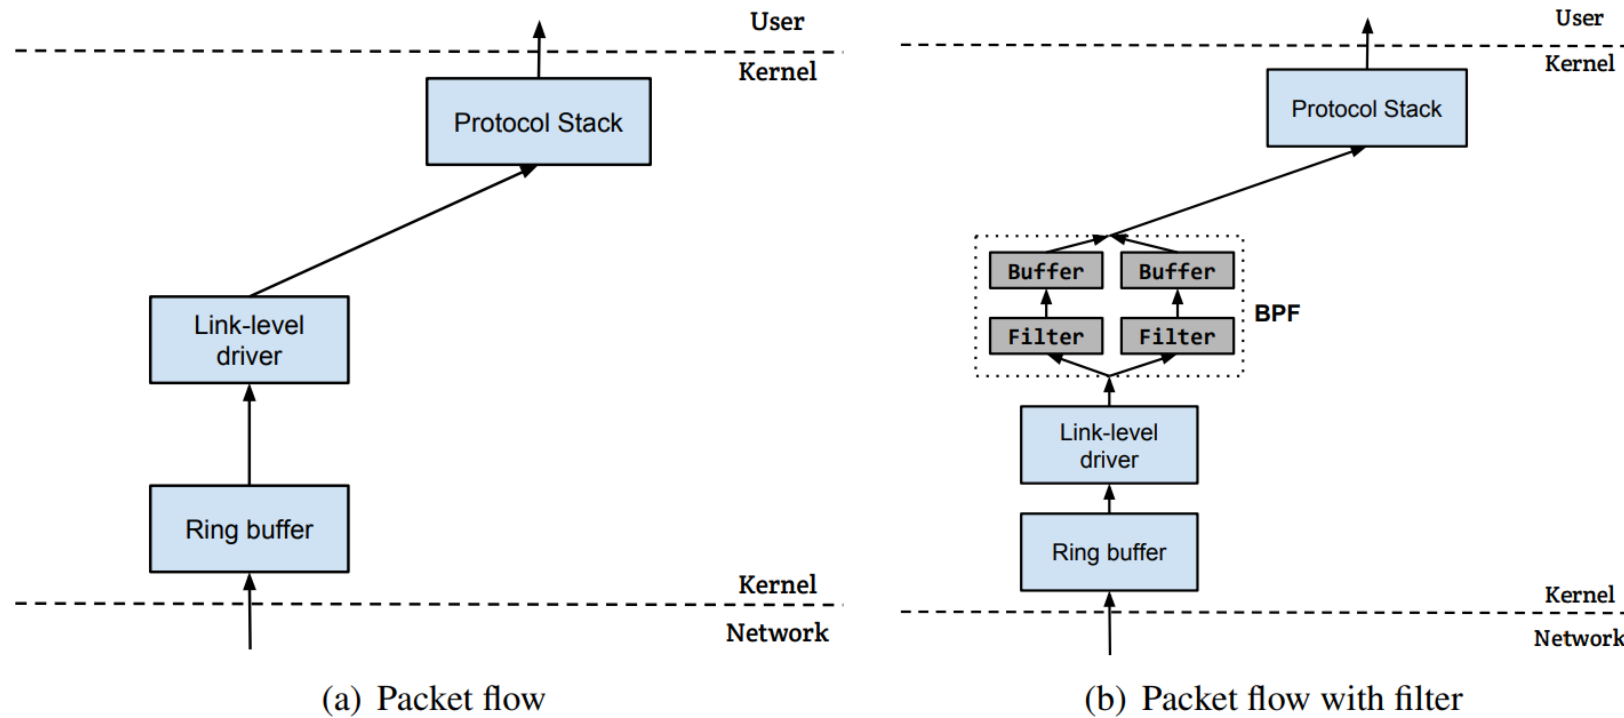 User
Kernel
Protocol Stack
Link-level
driver
Ring buffer
Kernel
Network
(a) Packet flow
User
Kernel
Protocol Stack
Buffer
Buffer
BPF
Filter
Filter
Link-level
driver
Ring buffer
Kernel
Network
(b) Packet flow with filter